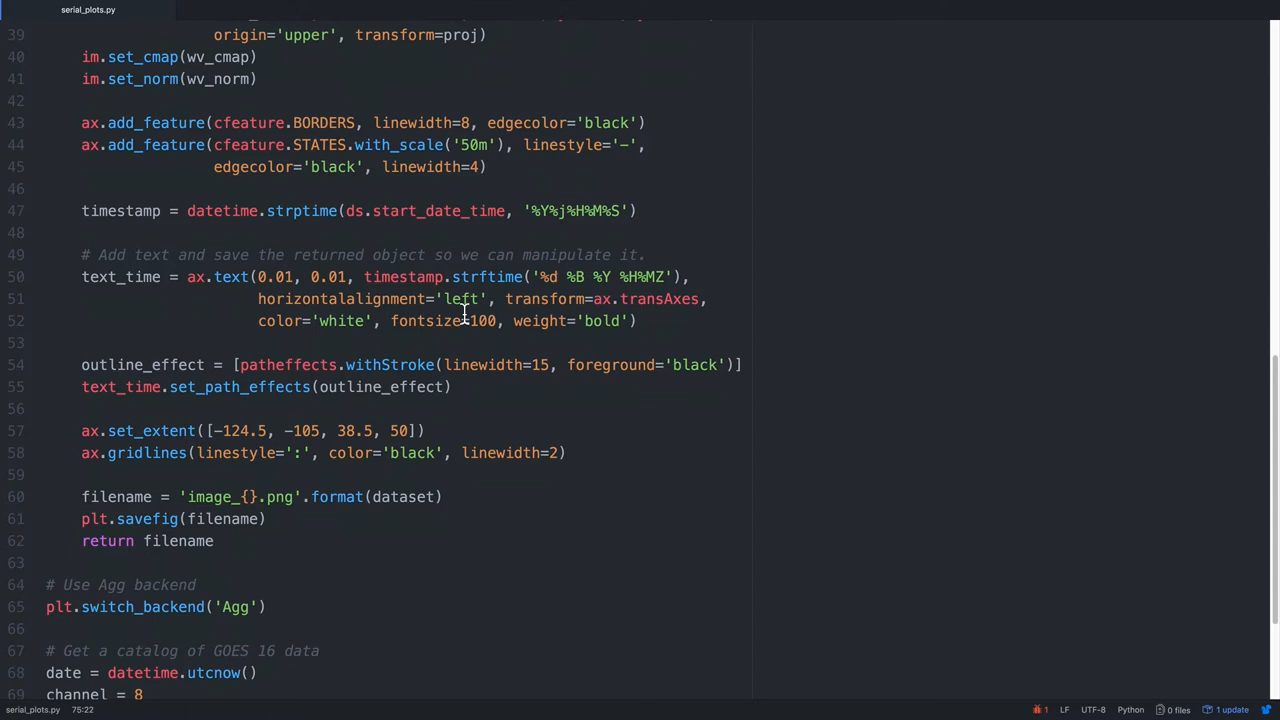 serial_plots.py
39 origin='upper', transform=proj)
40 im.set_cmap(wv_cmap)
41 im.set_norm(wv_norm)
42
43 ax.add_feature(cfeature.BORDERS, linewidth=8, edgecolor='black')
44 ax.add_feature(cfeature.STATES.with_scale('50m'), linestyle='-',
45 edgecolor='black', linewidth=4)
46
47 timestamp = datetime.strptime(ds.start_date_time, '%Y%j%H%M%S')
48
49 # Add text and save the returned object so we can manipulate it.
50 text_time = ax.text(0.01, 0.01, timestamp.strftime('%d %B %Y %H%MZ'),
51 horizontalalignment='left', transform=ax.transAxes,
52 color='white', fontsize=100, weight='bold')
53
54 outline_effect = [patheffects.withStroke(linewidth=15, foreground='black')]
55 text_time.set_path_effects(outline_effect)
56
57 ax.set_extent([-124.5, -105, 38.5, 50])
58 ax.gridlines(linestyle=':', color='black', linewidth=2)
59
60 filename = 'image_{}.png'.format(dataset)
61 plt.savefig(filename)
62 return filename
63
64 # Use Agg backend
65 plt.switch_backend('Agg')
66
67 # Get a catalog of GOES 16 data
68 date = datetime.utcnow()
69 channel = 8
serial_plots.py 75:22 1 LF UTF-8 Python 0 files 1 update